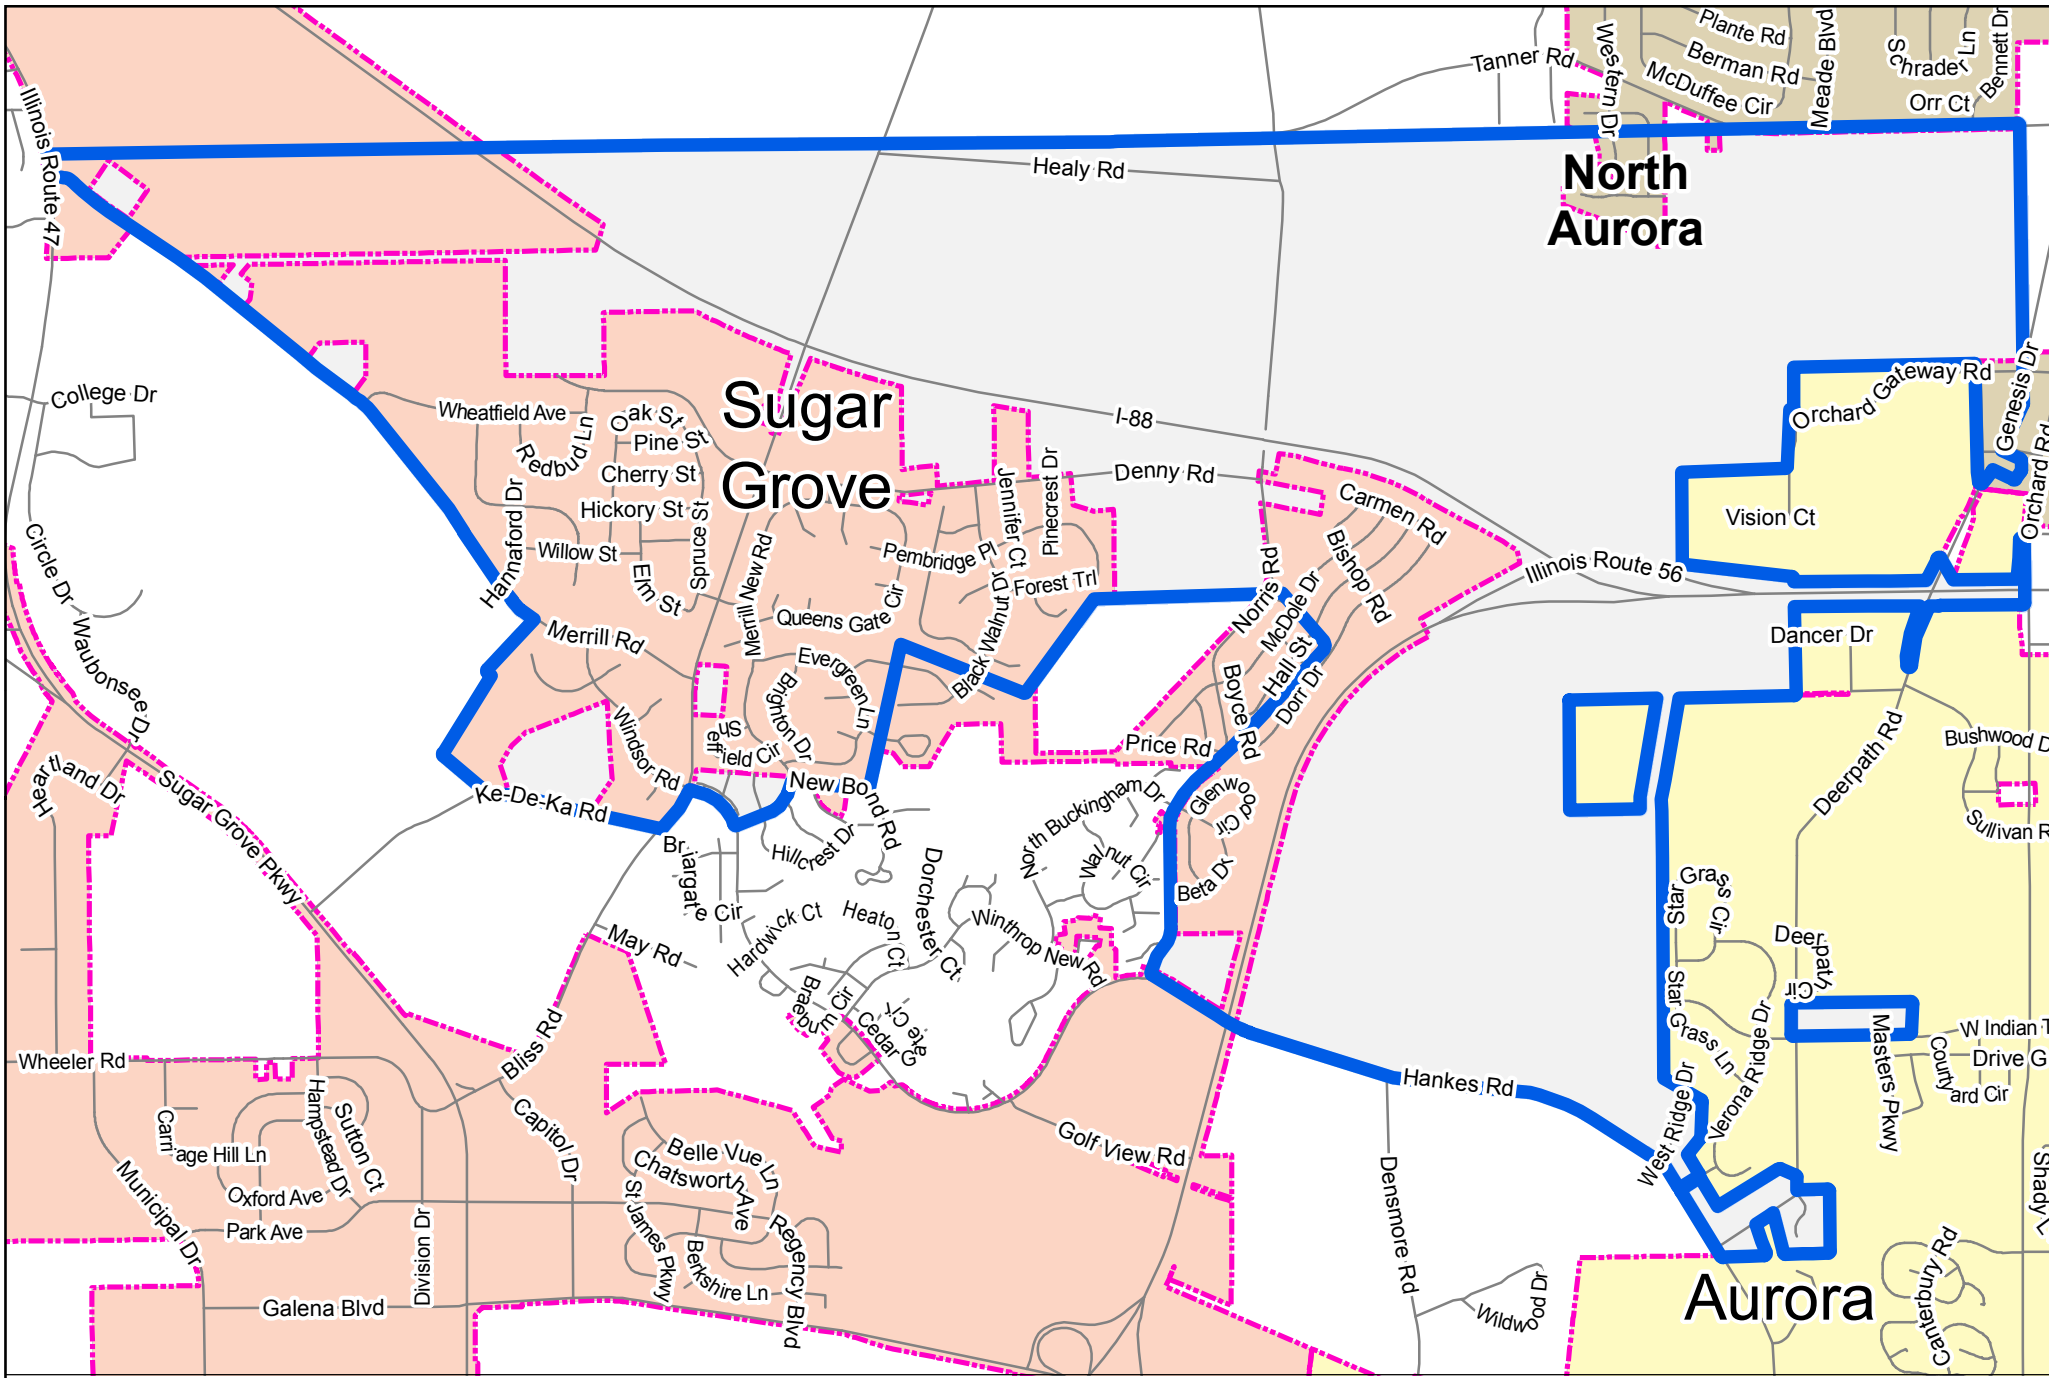 Plante Rd
Berman Rd
McDuffee Cir
Western Dr
Meade Blvd
Schrader Ln
Bennett Dr
Orr Ct
Tanner Rd
Illinois Route 47
Healy Rd
North
Aurora
College Dr
Wheatfield Ave
Redbud Ln
Oak St
Pine St
Cherry St
Hickory St
Willow St
Elm St
Spruce St
Hannaford Dr
Sugar
Grove
I-88
Denny Rd
Jennifer Ct
Pinecrest Dr
Pembridge Pl
Forest Trl
Black Walnut Dr
Queens Gate Cir
Merrill New Rd
Merrill Rd
Evergreen Ln
Brighton Dr
Sheffield Cir
Windsor Rd
New Bond Rd
Ke-De-Ka Rd
Carmen Rd
Bishop Rd
Norris Rd
McDole Dr
Hall St
Dorr Dr
Boyce Rd
Price Rd
Illinois Route 56
Orchard Gateway Rd
Genesis Dr
Orchard Rd
Vision Ct
Dancer Dr
Deerpath Rd
Bushwood D
Sullivan R
Circle Dr
Waubonsee Dr
Heartland Dr
Sugar Grove Pkwy
Briargate Cir
Hillcrest Dr
Hardwick Ct
Heaton Ct
Dorchester Ct
Winthrop New Rd
North Buckingham Dr
Walnut Cir
Glenwood Cir
Beta Dr
Braeburn Cir
Cedar Gate Ct
May Rd
Bliss Rd
Star Grass Cir
Star Grass Ln
Deerpath Cir
Verona Ridge Dr
West Ridge Dr
Masters Pkwy
W Indian T
Drive G
Courtyard Cir
Hankes Rd
Wheeler Rd
Carriage Hill Ln
Hampstead Dr
Sutton Ct
Oxford Ave
Park Ave
Municipal Dr
Division Dr
Capitol Dr
Galena Blvd
Belle Vue Ln
Chatsworth Ave
St James Pkwy
Berkshire Ln
Regency Blvd
Golf View Rd
Densmore Rd
Wildwood Dr
Aurora
Canterbury Rd
Shady L